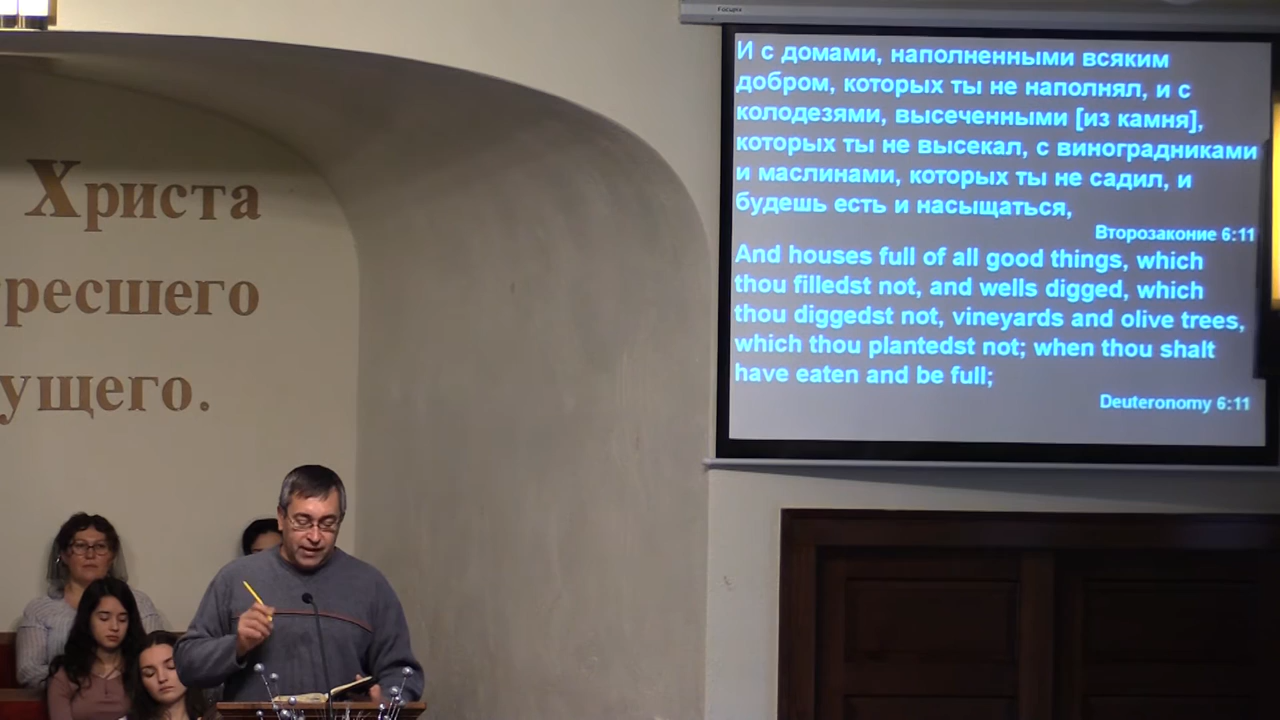 Христа
ресшего
ущего.
И с домами, наполненными всяким
добром, которых ты не наполнял, и с
колодезями, высеченными [из камня],
которых ты не высекал, с виноградниками
и маслинами, которых ты не садил, и
будешь есть и насыщаться,
Второзаконие 6:11
And houses full of all good things, which
thou filledst not, and wells digged, which
thou diggedst not, vineyards and olive trees,
which thou plantedst not; when thou shalt
have eaten and be full;
Deuteronomy 6:11